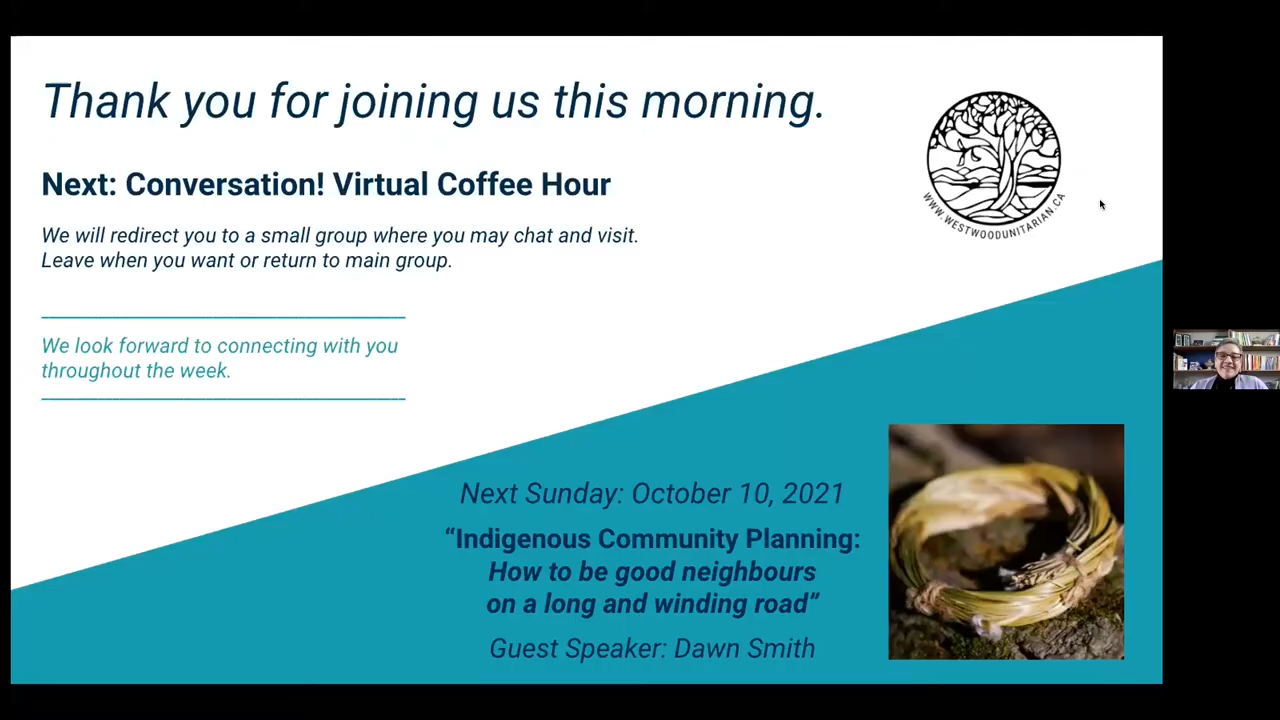 Thank you for joining us this morning.
Next: Conversation! Virtual Coffee Hour
We will redirect you to a small group where you may chat and visit.
Leave when you want or return to main group.
We look forward to connecting with you
throughout the week.
WWW.WESTWOODUNITARIAN.CA
Next Sunday: October 10, 2021
“Indigenous Community Planning:
How to be good neighbours
on a long and winding road”
Guest Speaker: Dawn Smith